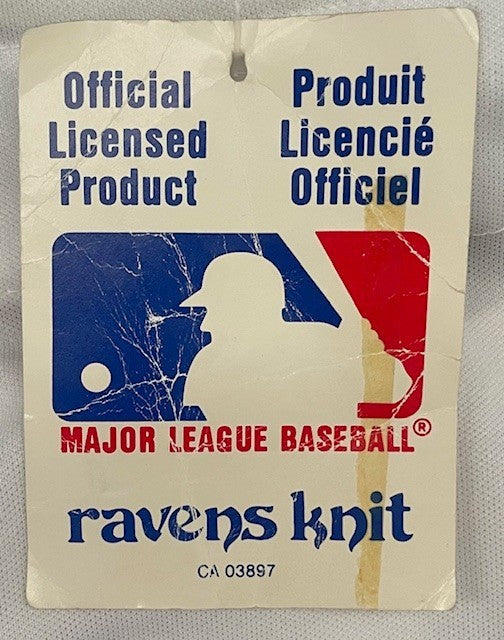 Official
Licensed
Product
Produit
Licencié
Officiel
MAJOR LEAGUE BASEBALL®
ravens knit
CA 03897